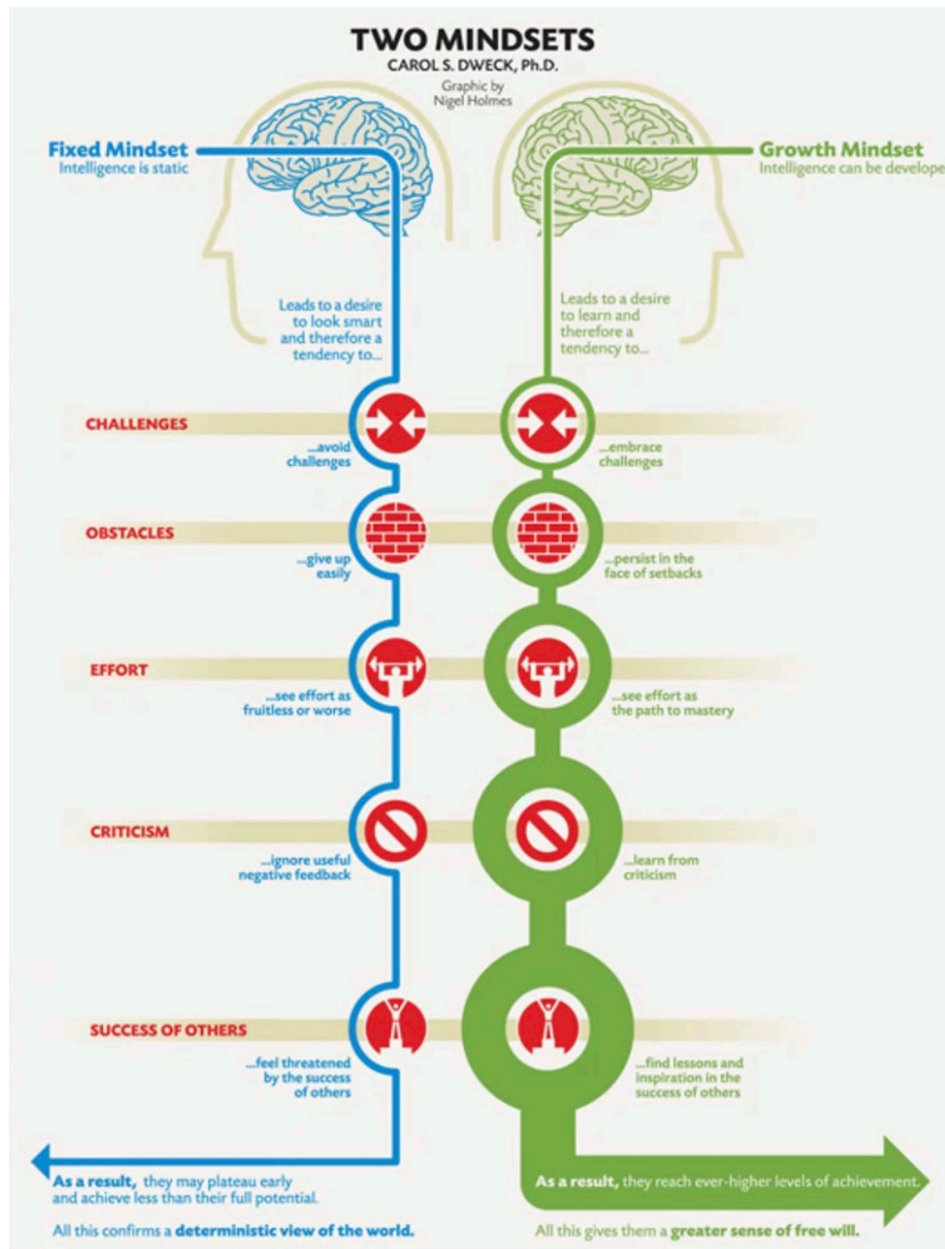 TWO MINDSETS
CAROL S. DWECK, Ph.D.
Graphic by
Nigel Holmes
Fixed Mindset
Intelligence is static
Growth Mindset
Intelligence can be develope
Leads to a desire
to look smart
and therefore a
tendency to...
Leads to a desire
to learn and
therefore a
tendency to...
CHALLENGES
...avoid
challenges
...embrace
challenges
OBSTACLES
...give up
easily
...persist in the
face of setbacks
EFFORT
...see effort as
fruitless or worse
...see effort as
the path to mastery
CRITICISM
...ignore useful
negative feedback
...learn from
criticism
SUCCESS OF OTHERS
...feel threatened
by the success
of others
...find lessons and
inspiration in the
success of others
As a result, they may plateau early
and achieve less than their full potential.
All this confirms a deterministic view of the world.
As a result, they reach ever-higher levels of achievement.
All this gives them a greater sense of free will.